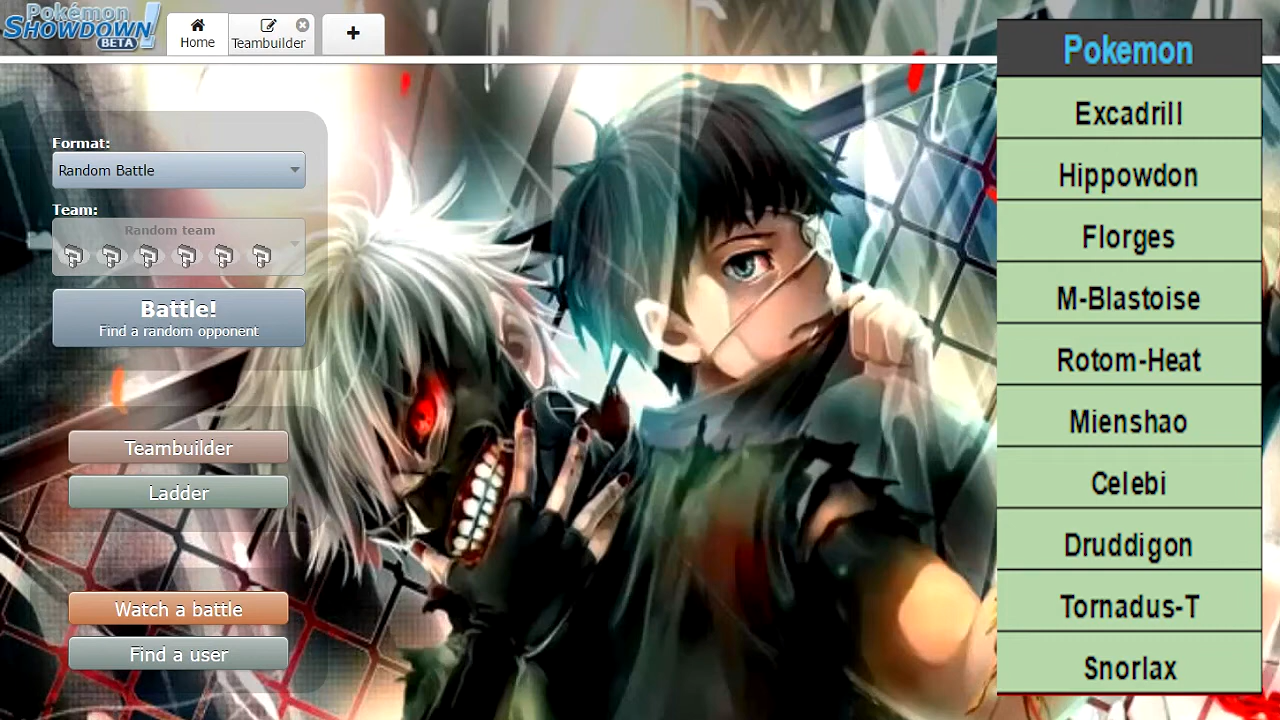 Pokémon
Showdown!
BETA
Home
Teambuilder
+
Format:
Random Battle
Team:
Random team
Battle!
Find a random opponent
Teambuilder
Ladder
Watch a battle
Find a user
Pokemon
Excadrill
Hippowdon
Florges
M-Blastoise
Rotom-Heat
Mienshao
Celebi
Druddigon
Tornadus-T
Snorlax